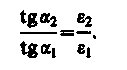 tg α₂ / tg α₁ = ε₂ / ε₁.